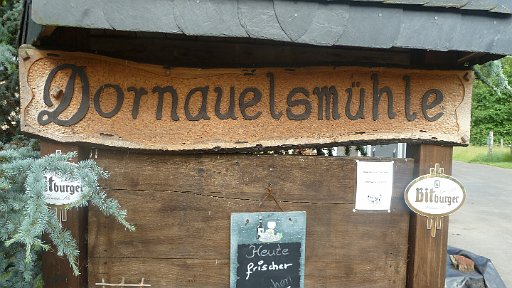 Dornauelsmühle
Bitburger
Bitburger
Heute
frischer